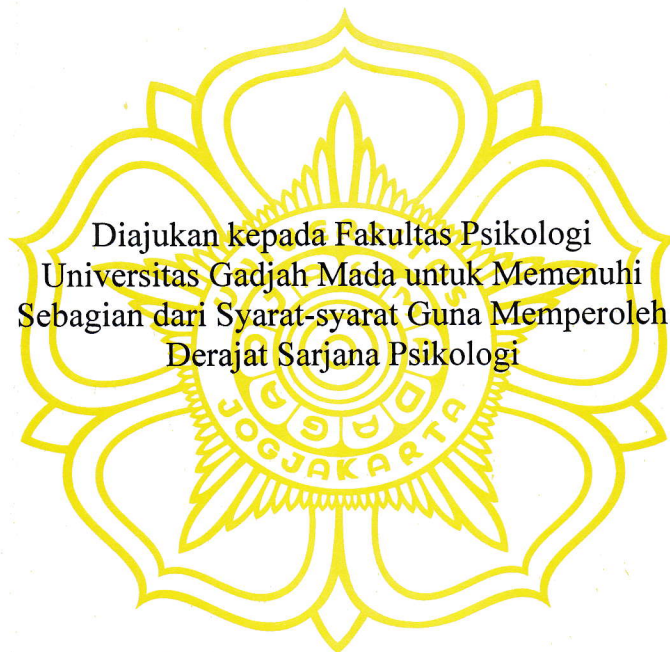 Diajukan kepada Fakultas Psikologi
Universitas Gadjah Mada untuk Memenuhi
Sebagian dari Syarat-syarat Guna Memperoleh
Derajat Sarjana Psikologi
JOGJAKARTA